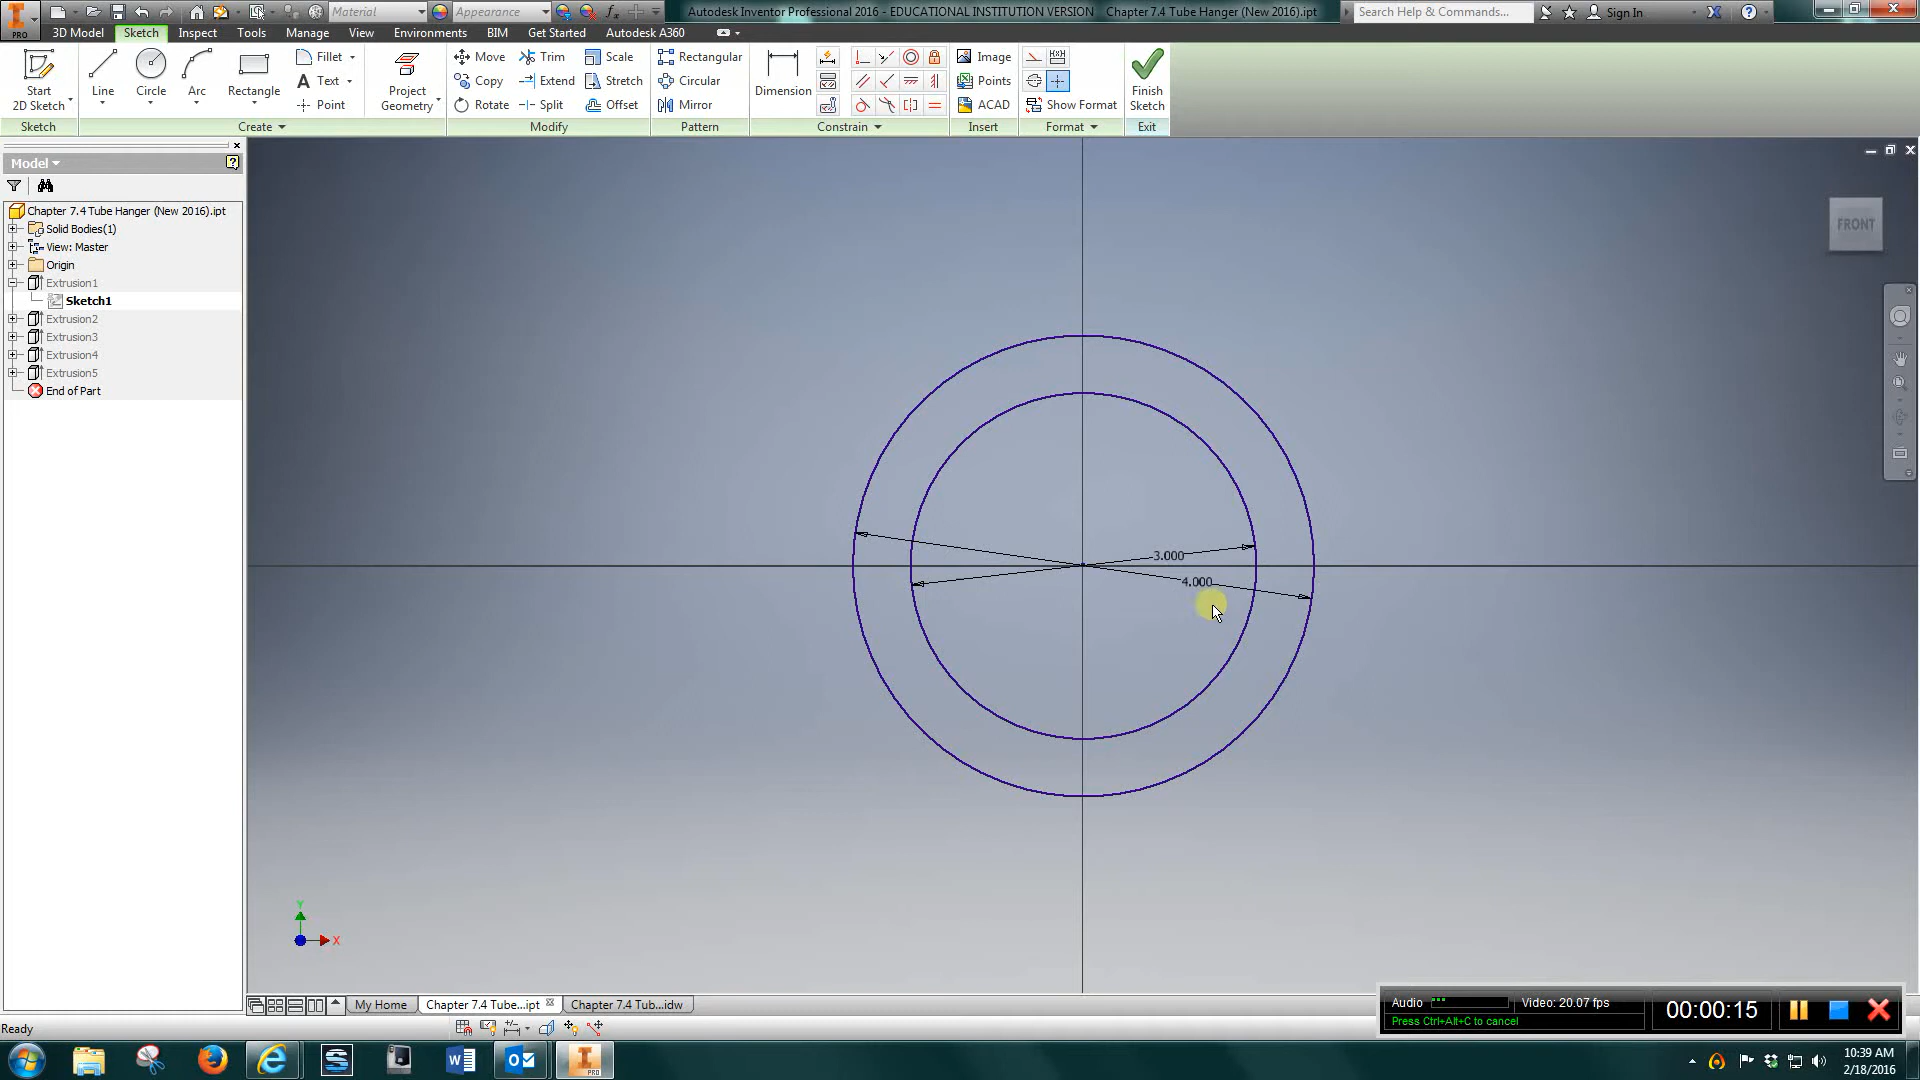 Material
Appearance
Autodesk Inventor Professional 2016 - EDUCATIONAL INSTITUTION VERSION Chapter 7.4 Tube Hanger (New 2016).ipt
Search Help & Commands...
Sign In
PRO
3D Model
Sketch
Inspect
Tools
Manage
View
Environments
BIM
Get Started
Autodesk A360
Start
2D Sketch
Line
Circle
Arc
Rectangle
Fillet
Text
Point
Project
Geometry
Move
Copy
Rotate
Trim
Extend
Split
Scale
Stretch
Offset
Rectangular
Circular
Mirror
Dimension
Image
Points
ACAD
Show Format
Finish
Sketch
Sketch
Create
Modify
Pattern
Constrain
Insert
Format
Exit
Model
Chapter 7.4 Tube Hanger (New 2016).ipt
Solid Bodies(1)
View: Master
Origin
Extrusion1
Sketch1
Extrusion2
Extrusion3
Extrusion4
Extrusion5
End of Part
FRONT
3.000
4.000
Y
X
My Home
Chapter 7.4 Tube...ipt
Chapter 7.4 Tub...idw
Ready
Audio
Video: 20.07 fps
Press Ctrl+Alt+C to cancel
00:00:15
PRO
10:39 AM
2/18/2016